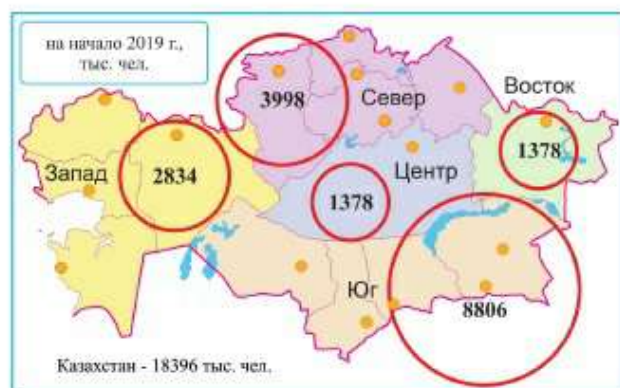 на начало 2019 г.,
тыс. чел.
3998
Север
Восток
1378
Запад
2834
Центр
1378
Юг
8806
Казахстан - 18396 тыс. чел.